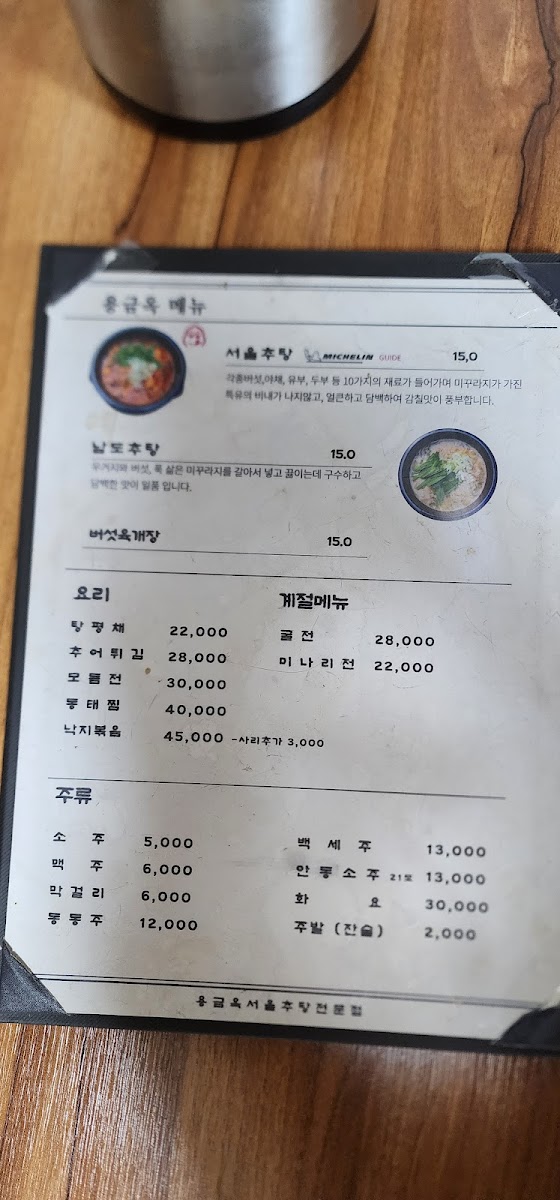 용금옥 메뉴
서울추탕 MICHELIN GUIDE 15,0
각종버섯,야채, 유부, 두부 등 10가지의 재료가 들어가며 미꾸라지가 가진
특유의 비내가 나지않고, 얼큰하고 담백하여 감칠맛이 풍부합니다.
남도추탕 15.0
우거지와 버섯, 푹 삶은 미꾸라지를 갈아서 넣고 끓이는데 구수하고
담백한 맛이 일품 입니다.
버섯육개장 15.0
요리
탕평채 22,000
추어튀김 28,000
모듬전 30,000
동태찜 40,000
낙지볶음 45,000 -사리추가 3,000
계절메뉴
굴전 28,000
미나리전 22,000
주류
소주 5,000
맥주 6,000
막걸리 6,000
동동주 12,000
백세주 13,000
안동소주 21도 13,000
화요 30,000
주발 (잔술) 2,000
용금옥서울추탕전문점